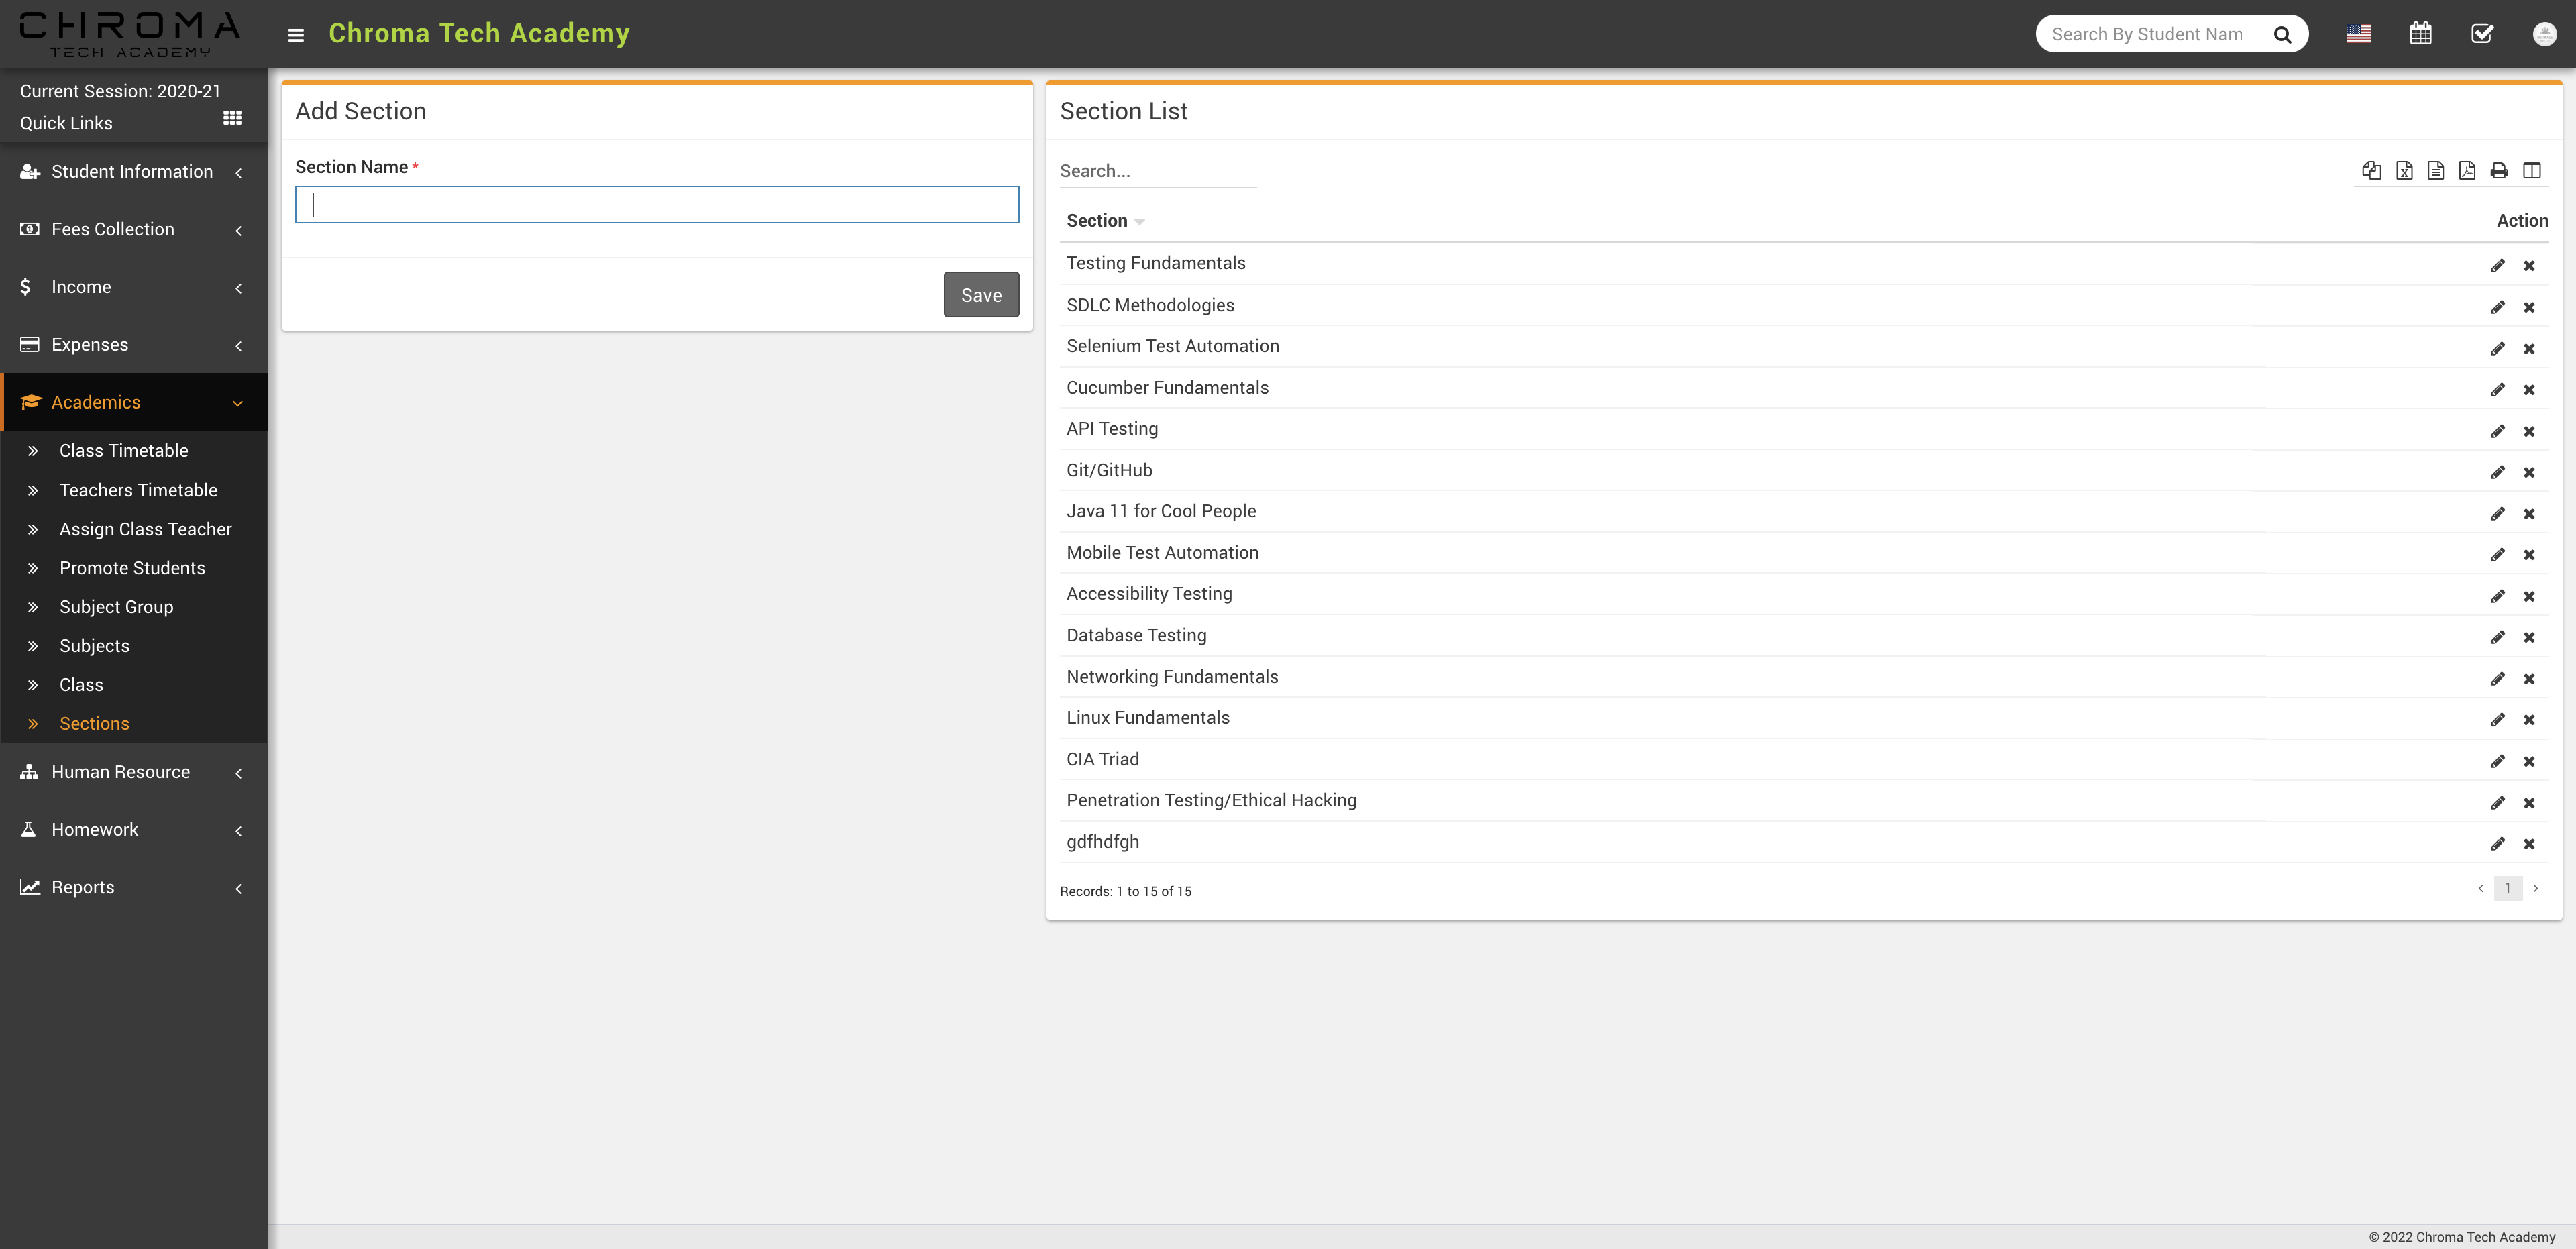 CHROMA
TECH ACADEMY
Chroma Tech Academy
Search By Student Nam
Current Session: 2020-21
Quick Links
Student Information
Fees Collection
Income
Expenses
Academics
Class Timetable
Teachers Timetable
Assign Class Teacher
Promote Students
Subject Group
Subjects
Class
Sections
Human Resource
Homework
Reports
Add Section
Section Name *
Save
Section List
Search...
Section Action
Testing Fundamentals
SDLC Methodologies
Selenium Test Automation
Cucumber Fundamentals
API Testing
Git/GitHub
Java 11 for Cool People
Mobile Test Automation
Accessibility Testing
Database Testing
Networking Fundamentals
Linux Fundamentals
CIA Triad
Penetration Testing/Ethical Hacking
gdfhdfgh
Records: 1 to 15 of 15
1
© 2022 Chroma Tech Academy